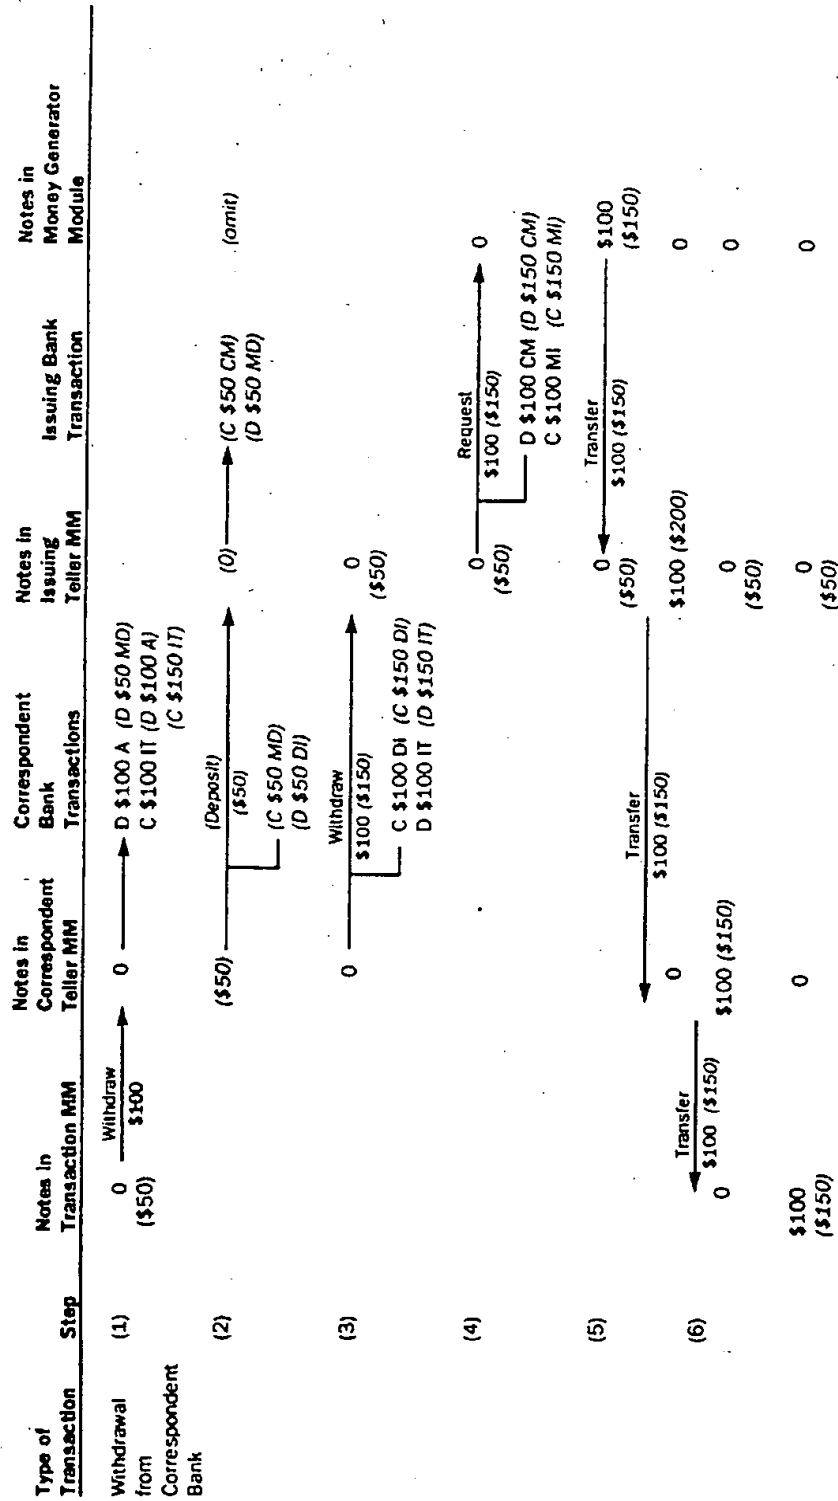 Type of Transaction
Step
Notes in Transaction MM
Notes in Correspondent Teller MM
Correspondent Bank Transactions
Notes in Issuing Teller MM
Issuing Bank Transaction
Notes in Money Generator Module
Withdrawal from Correspondent Bank
(1)
0
($50)
Withdraw
$100
0
D $100 A (D $50 MD)
C $100 IT (D $100 A)
(C $150 IT)
(2)
($50)
(Deposit)
($50)
(C $50 MD)
(D $50 DI)
(0)
(C $50 CM)
(D $50 MD)
(omit)
(3)
0
Withdraw
$100 ($150)
C $100 DI (C $150 DI)
D $100 IT (D $150 IT)
0
($50)
(4)
0
($50)
Request
$100 ($150)
D $100 CM (D $150 CM)
C $100 MI (C $150 MI)
0
(5)
0
($50)
Transfer
$100 ($150)
$100
($150)
Transfer
$100 ($150)
0
$100 ($200)
0
(6)
Transfer
$100 ($150)
0
$100 ($150)
0
($50)
0
$100
($150)
0
0
($50)
0